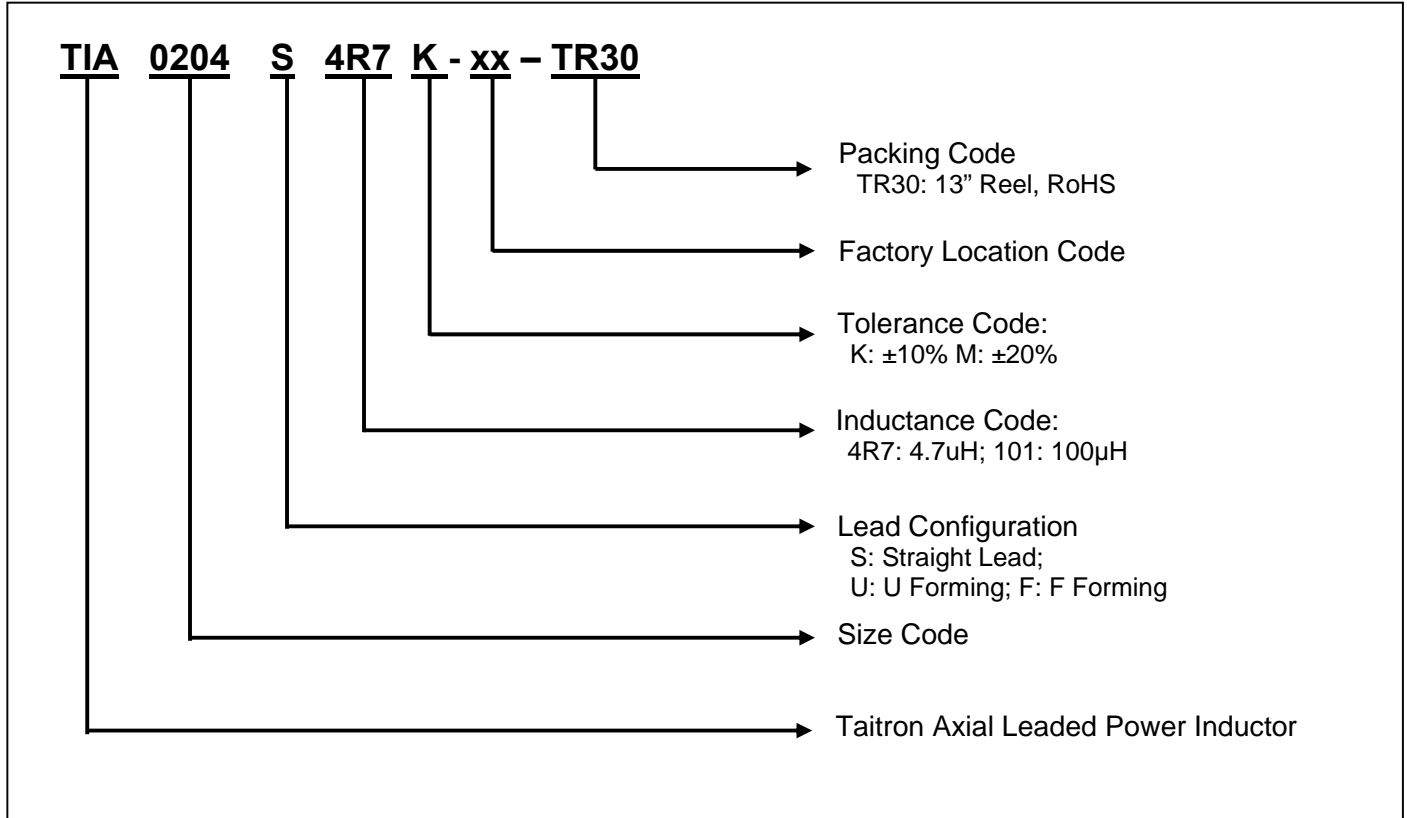 TIA 0204 S 4R7 K - xx – TR30
Packing Code
TR30: 13” Reel, RoHS
Factory Location Code
Tolerance Code:
K: ±10% M: ±20%
Inductance Code:
4R7: 4.7uH; 101: 100µH
Lead Configuration
S: Straight Lead;
U: U Forming; F: F Forming
Size Code
Taitron Axial Leaded Power Inductor